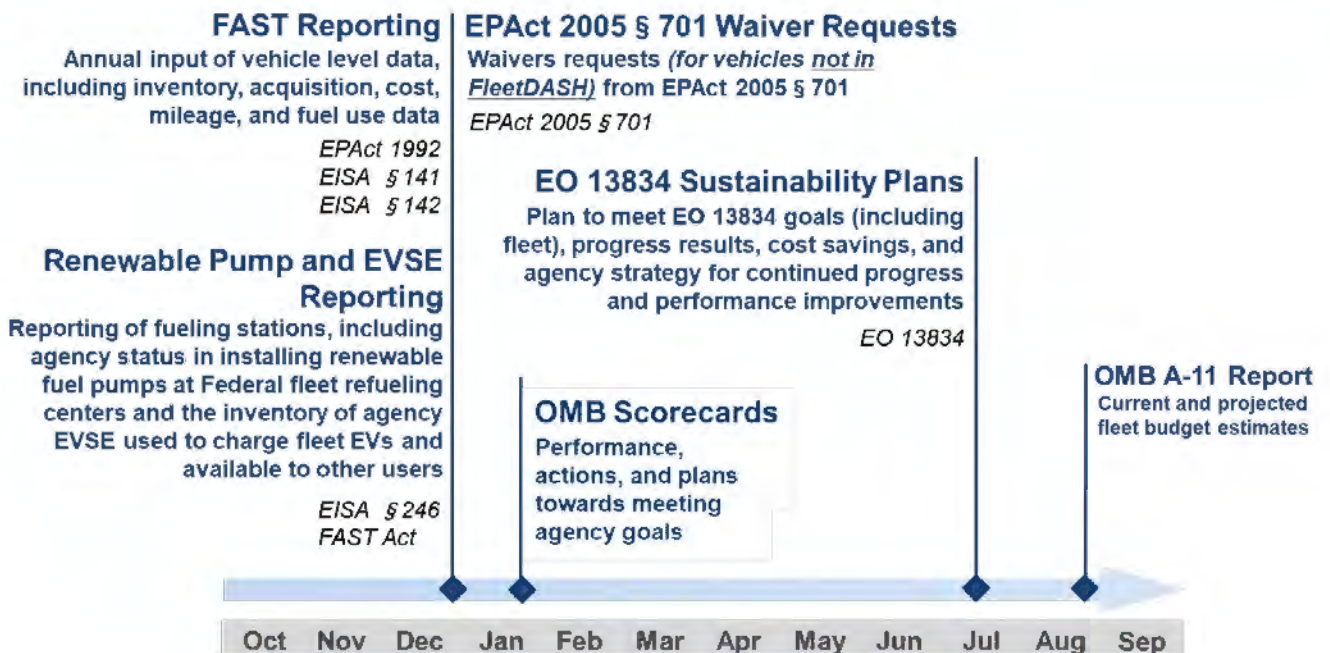 FAST Reporting
Annual input of vehicle level data,
including inventory, acquisition, cost,
mileage, and fuel use data
EPAct 1992
EISA § 141
EISA § 142
Renewable Pump and EVSE
Reporting
Reporting of fueling stations, including
agency status in installing renewable
fuel pumps at Federal fleet refueling
centers and the inventory of agency
EVSE used to charge fleet EVs and
available to other users
EISA § 246
FAST Act
EPAct 2005 § 701 Waiver Requests
Waivers requests (for vehicles not in
FleetDASH) from EPAct 2005 § 701
EPAct 2005 § 701
EO 13834 Sustainability Plans
Plan to meet EO 13834 goals (including
fleet), progress results, cost savings, and
agency strategy for continued progress
and performance improvements
EO 13834
OMB Scorecards
Performance,
actions, and plans
towards meeting
agency goals
OMB A-11 Report
Current and projected
fleet budget estimates
Oct Nov Dec Jan Feb Mar Apr May Jun Jul Aug Sep